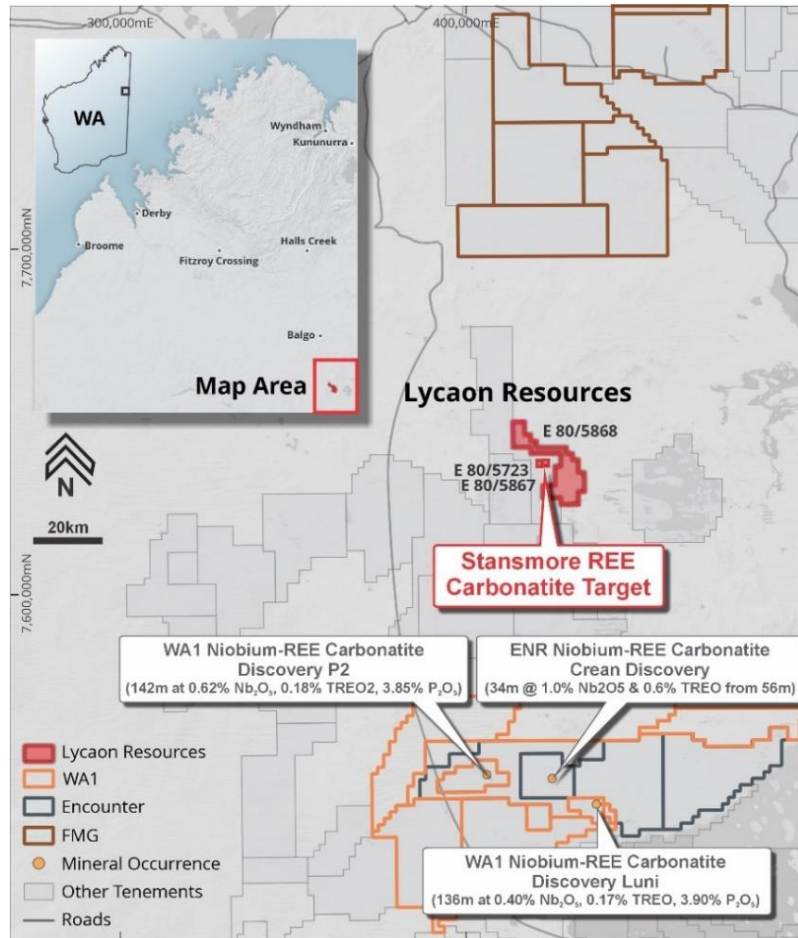 300,000mE
400,000mE
7,700,000mN
7,600,000mN
WA
Wyndham
Kununurra
Derby
Broome
Fitzroy Crossing
Halls Creek
Balgo
Map Area
N
20km
Lycaon Resources
E 80/5868
E 80/5723
E 80/5867
Stansmore REE
Carbonatite Target
WA1 Niobium-REE Carbonatite
Discovery P2
(142m at 0.62% Nb₂O₅, 0.18% TREO2, 3.85% P₂O₅)
ENR Niobium-REE Carbonatite
Crean Discovery
(34m @ 1.0% Nb2O5 & 0.6% TREO from 56m)
WA1 Niobium-REE Carbonatite
Discovery Luni
(136m at 0.40% Nb₂O₅, 0.17% TREO, 3.90% P₂O₅)
Lycaon Resources
WA1
Encounter
FMG
Mineral Occurrence
Other Tenements
Roads